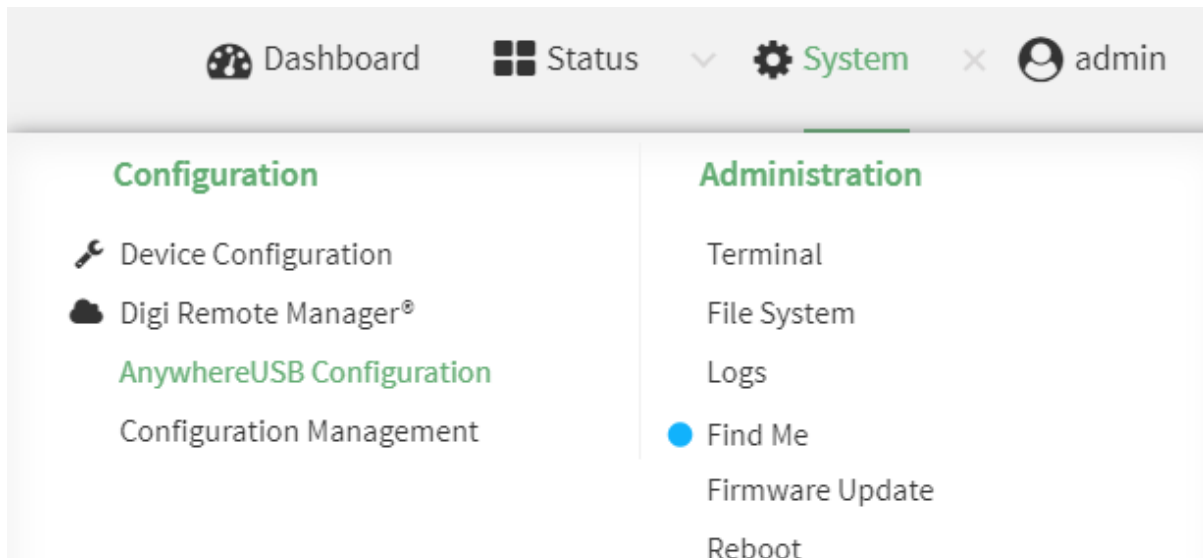 Dashboard Status System admin
Configuration
Device Configuration
Digi Remote Manager®
AnywhereUSB Configuration
Configuration Management
Administration
Terminal
File System
Logs
Find Me
Firmware Update
Reboot